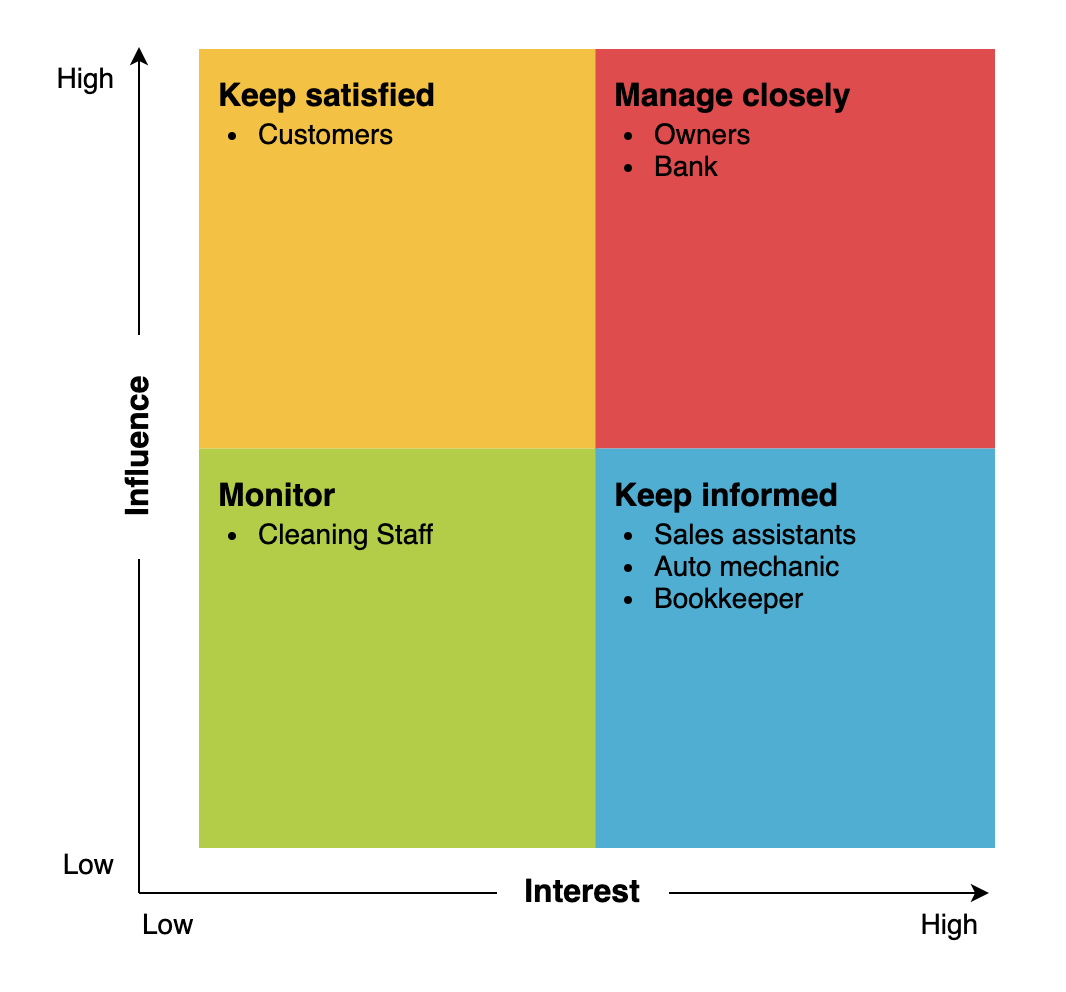 High
Keep satisfied
• Customers
Manage closely
• Owners
• Bank
Influence
Monitor
• Cleaning Staff
Keep informed
• Sales assistants
• Auto mechanic
• Bookkeeper
Low
Interest
Low
High